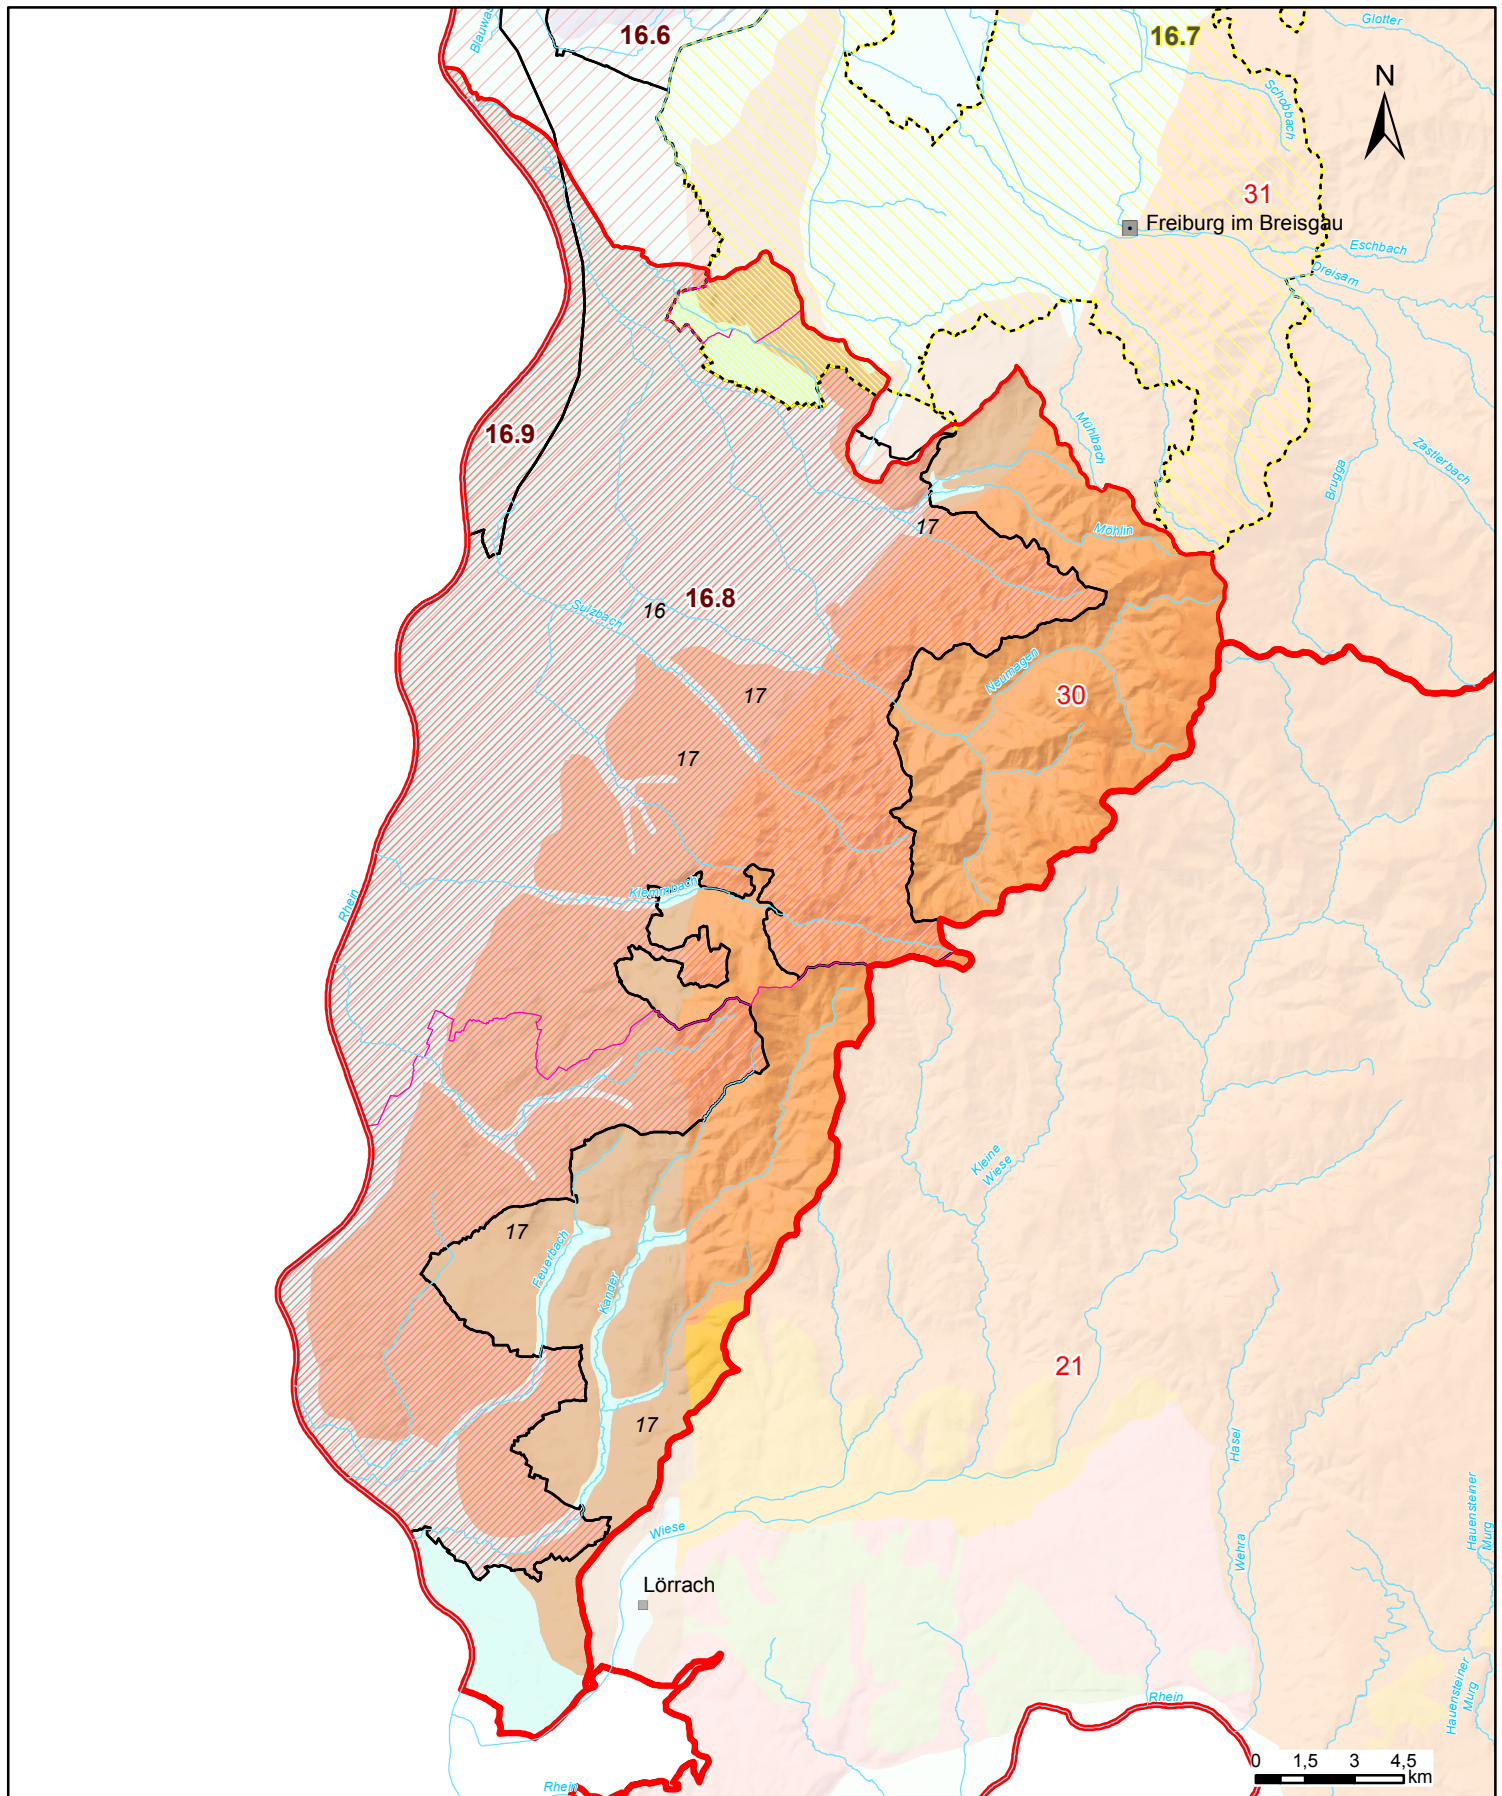 Blauwas
16.6
16.7
Glotter
N
Schobbach
31
Freiburg im Breisgau
Eschbach
Dreisam
16.9
Mühlbach
Zastlerbach
Brugga
17
Möhlin
16
16.8
Sulzbach
Neumagen
30
17
17
Klemmbach
Rhein
Kleine
Wiese
17
Feuerbach
Kander
21
17
Hasel
Wehra
Hauensteiner
Murg
Wiese
Lörrach
Hauensteiner
Murg
Rhein
Rhein
0 1,5 3 4,5
km